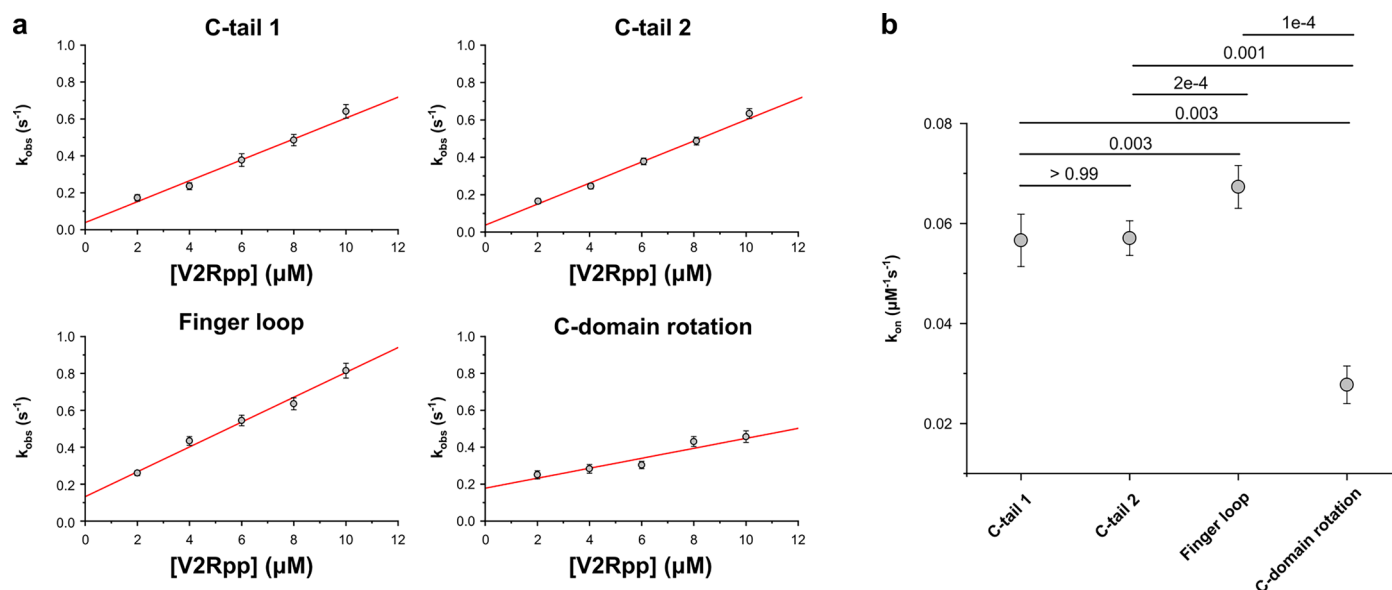 a
C-tail 1
1.0
0.8
0.6
0.4
0.2
0.0
kobs (s-1)
0 2 4 6 8 10 12
[V2Rpp] (μM)
C-tail 2
1.0
0.8
0.6
0.4
0.2
0.0
kobs (s-1)
0 2 4 6 8 10 12
[V2Rpp] (μM)
Finger loop
1.0
0.8
0.6
0.4
0.2
0.0
kobs (s-1)
0 2 4 6 8 10 12
[V2Rpp] (μM)
C-domain rotation
1.0
0.8
0.6
0.4
0.2
0.0
kobs (s-1)
0 2 4 6 8 10 12
[V2Rpp] (μM)
b
1e-4
0.001
2e-4
0.003
0.003
> 0.99
0.08
0.06
0.04
0.02
kon (μM-1s-1)
C-tail 1
C-tail 2
Finger loop
C-domain rotation